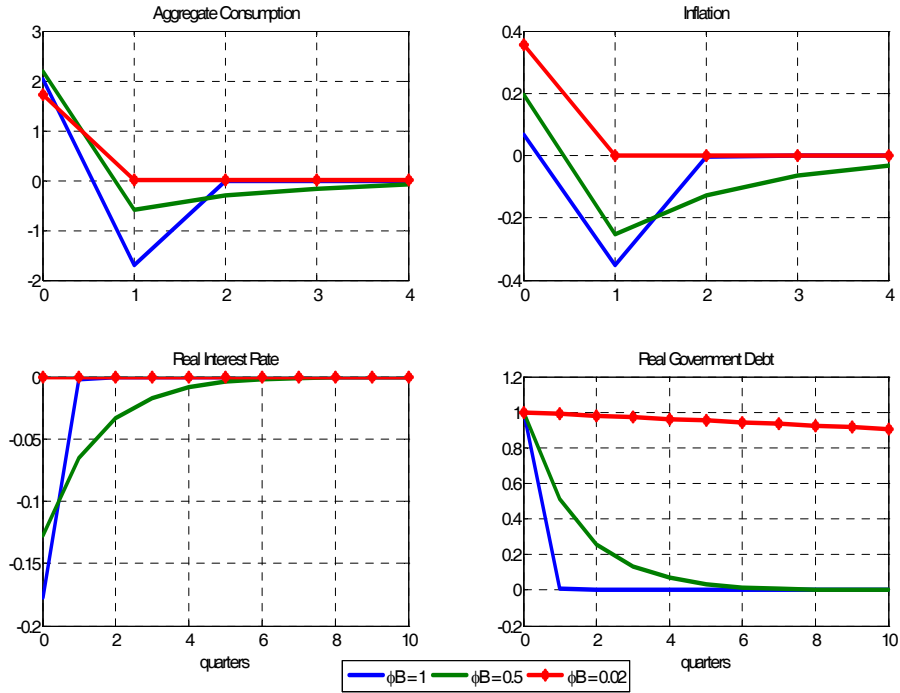 Aggregate Consumption
3
2
1
0
-1
-2
0 1 2 3 4
Inflation
0.4
0.2
0
-0.2
-0.4
0 1 2 3 4
Real Interest Rate
0
-0.05
-0.1
-0.15
-0.2
0 2 4 6 8 10
quarters
Real Government Debt
1.2
1
0.8
0.6
0.4
0.2
0
-0.2
0 2 4 6 8 10
quarters
ϕB = 1 ϕB = 0.5 ϕB = 0.02